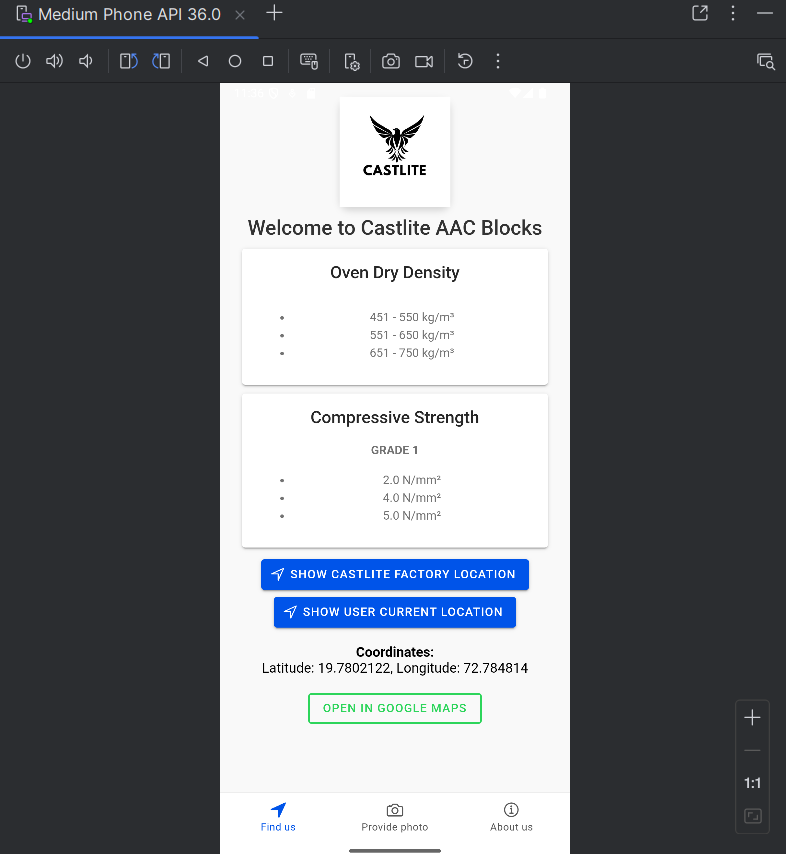 Medium Phone API 36.0
CASTLITE
Welcome to Castlite AAC Blocks
Oven Dry Density
451 - 550 kg/m³
551 - 650 kg/m³
651 - 750 kg/m³
Compressive Strength
GRADE 1
2.0 N/mm²
4.0 N/mm²
5.0 N/mm²
SHOW CASTLITE FACTORY LOCATION
SHOW USER CURRENT LOCATION
Coordinates:
Latitude: 19.7802122, Longitude: 72.784814
OPEN IN GOOGLE MAPS
1:1
Find us
Provide photo
About us